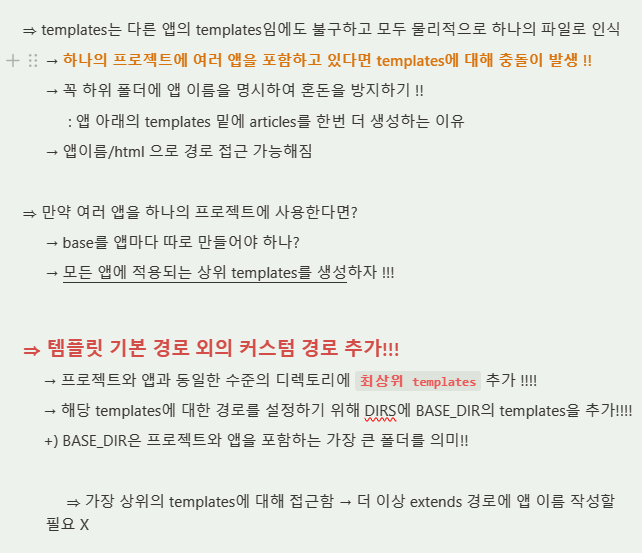 ⇒ templates는 다른 앱의 templates임에도 불구하고 모두 물리적으로 하나의 파일로 인식
→ 하나의 프로젝트에 여러 앱을 포함하고 있다면 templates에 대해 충돌이 발생 !!
→ 꼭 하위 폴더에 앱 이름을 명시하여 혼돈을 방지하기 !!
: 앱 아래의 templates 밑에 articles를 한번 더 생성하는 이유
→ 앱이름/html 으로 경로 접근 가능해짐
⇒ 만약 여러 앱을 하나의 프로젝트에 사용한다면?
→ base를 앱마다 따로 만들어야 하나?
→ 모든 앱에 적용되는 상위 templates를 생성하자 !!!
⇒ 템플릿 기본 경로 외의 커스텀 경로 추가!!!
→ 프로젝트와 앱과 동일한 수준의 디렉토리에 최상위 templates 추가 !!!!
→ 해당 templates에 대한 경로를 설정하기 위해 DIRS에 BASE_DIR의 templates을 추가!!!!
+) BASE_DIR은 프로젝트와 앱을 포함하는 가장 큰 폴더를 의미!!
⇒ 가장 상위의 templates에 대해 접근함 → 더 이상 extends 경로에 앱 이름 작성할
필요 X